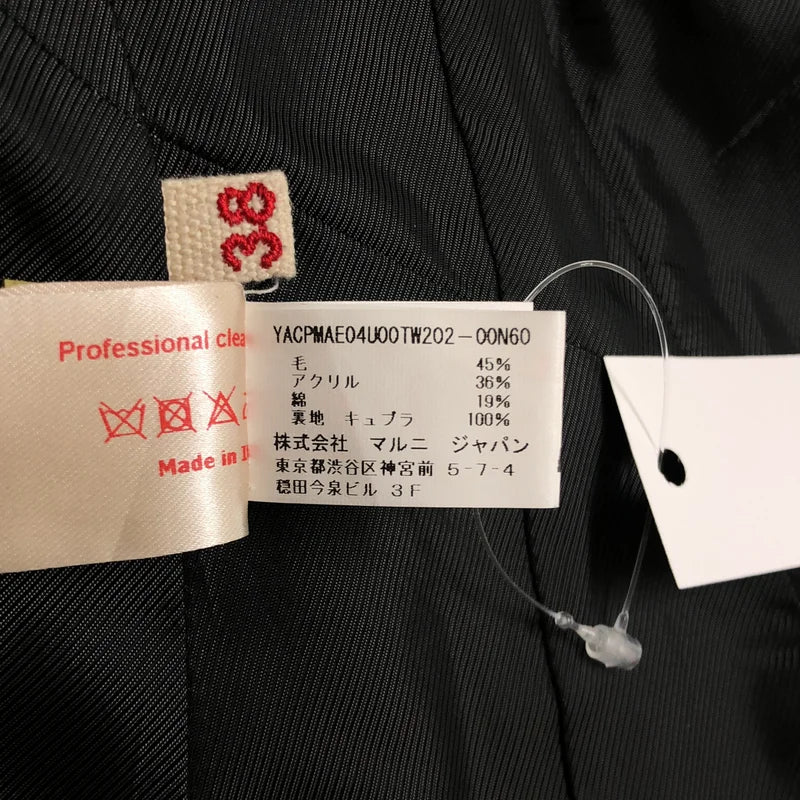 38
Professional clea
Made in I
YACPMAE04U00TW202-00N60
毛 45%
アクリル 36%
綿 19%
裏地 キュプラ 100%
株式会社 マルニ ジャパン
東京都渋谷区神宮前 5-7-4
穏田今泉ビル 3F